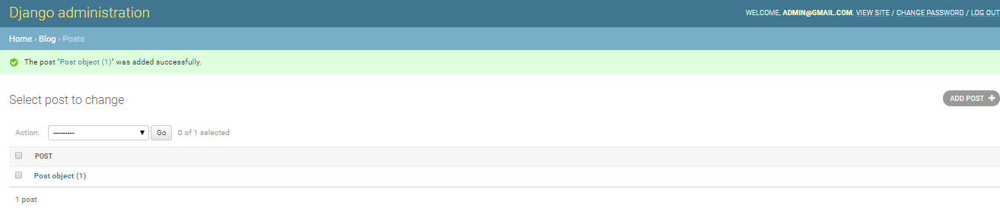 Django administration
WELCOME, ADMIN@GMAIL.COM. VIEW SITE / CHANGE PASSWORD / LOG OUT
Home › Blog › Posts
The post "Post object (1)" was added successfully.
Select post to change
ADD POST +
Action: --------- Go 0 of 1 selected
POST
Post object (1)
1 post